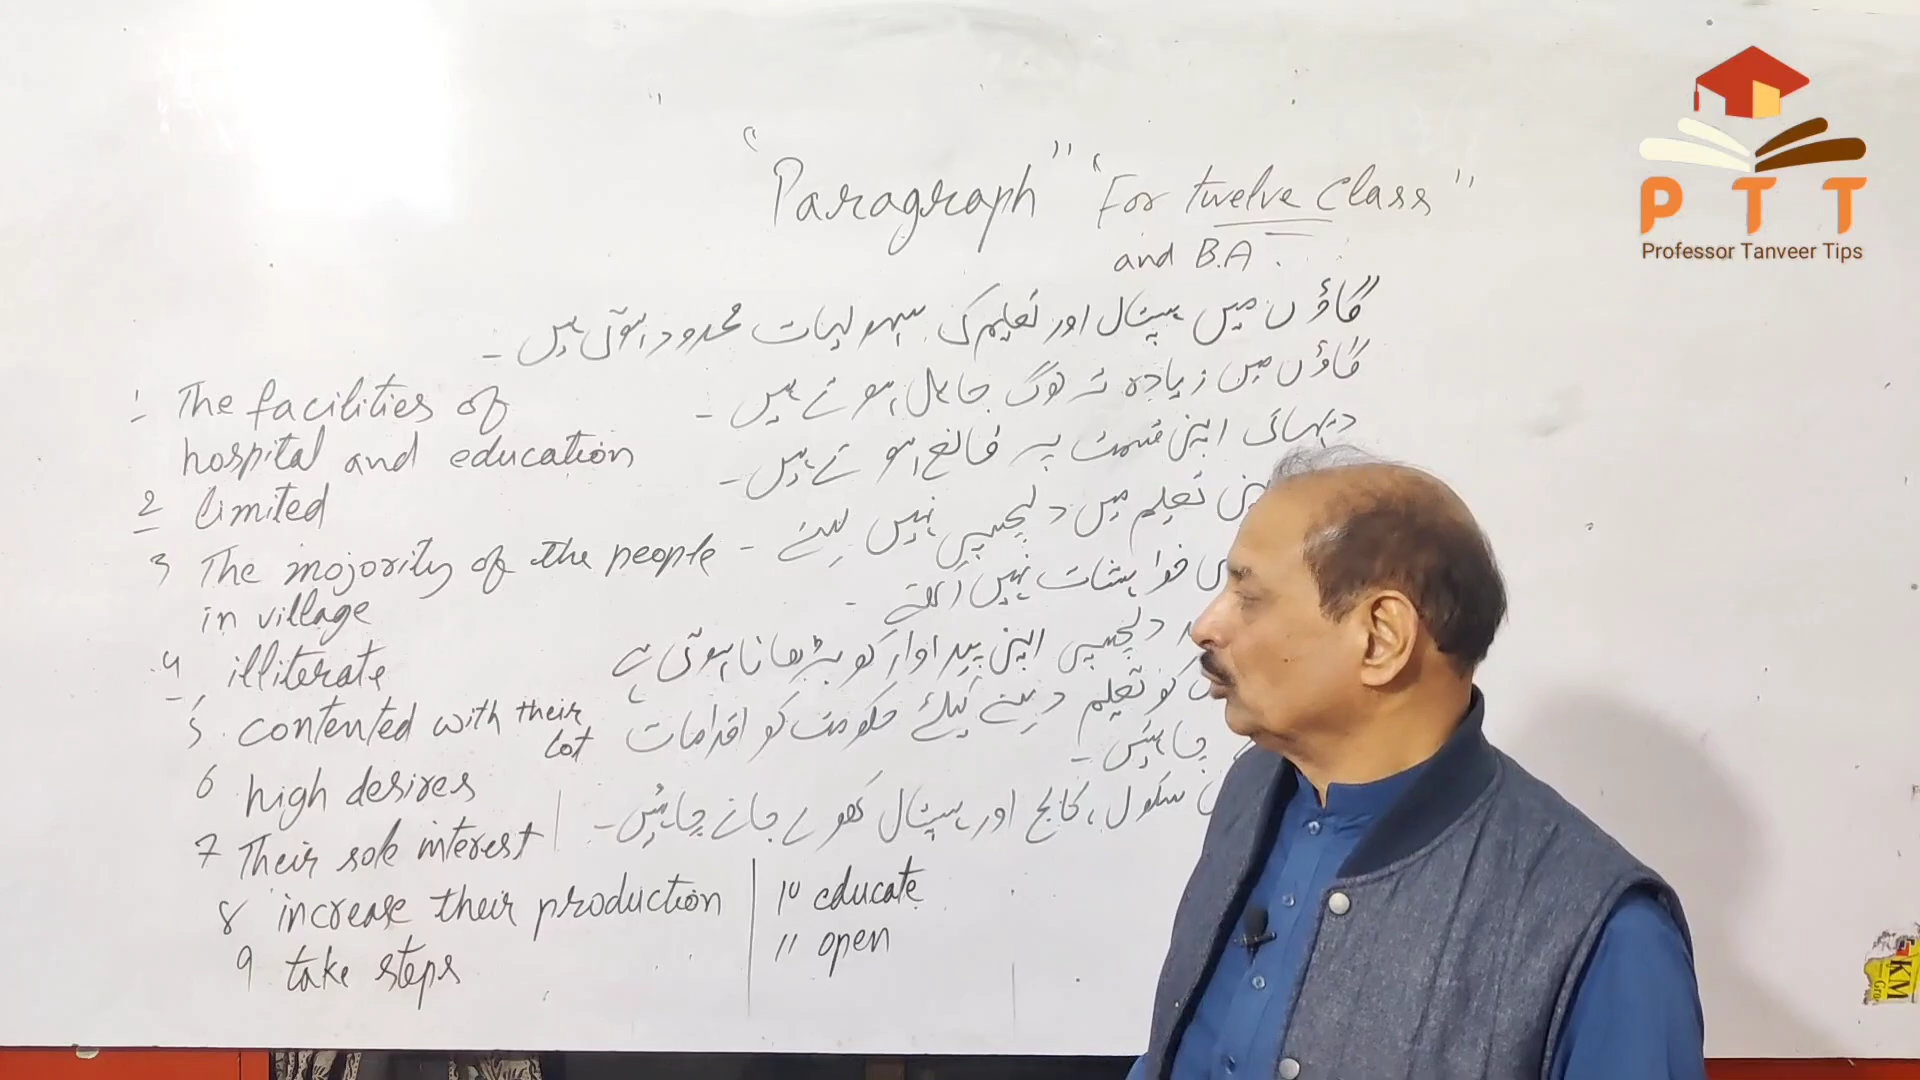 "Paragraph" "For twelve Class"
and B.A.
گاؤں میں ہسپتال اور تعلیم کی سہولیات محدود ہوتی ہیں۔
گاؤں میں زیادہ تر لوگ جاہل ہوتے ہیں۔
دیہاتی اپنی قسمت پر قانع ہوتے ہیں۔
تعلیم میں دلچسپی نہیں لیتے۔
خواہشات نہیں رکھتے۔
دلچسپی اپنی پیداوار کو بڑھانا ہوتی ہے
کو تعلیم دینے کیلئے حکومت کو اقدامات
چاہئیں۔
سکول، کالج اور ہسپتال کھولے جانے چاہئیں۔
1 The facilities of
hospital and education
2 limited
3 The mojority of the people
in village
4 illiterate
5 contented with their
lot
6 high desires
7 Their sole interest
8 increase their production
9 take steps
10 educate
11 open
PTT
Professor Tanveer Tips
KM